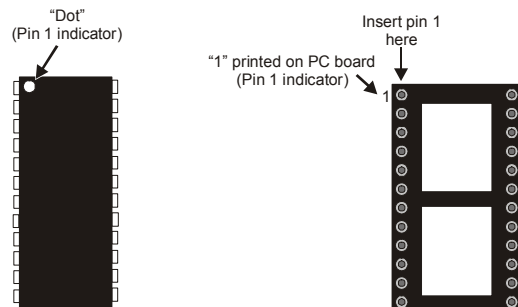 “Dot”
(Pin 1 indicator)
Insert pin 1
here
“1” printed on PC board
(Pin 1 indicator)
1